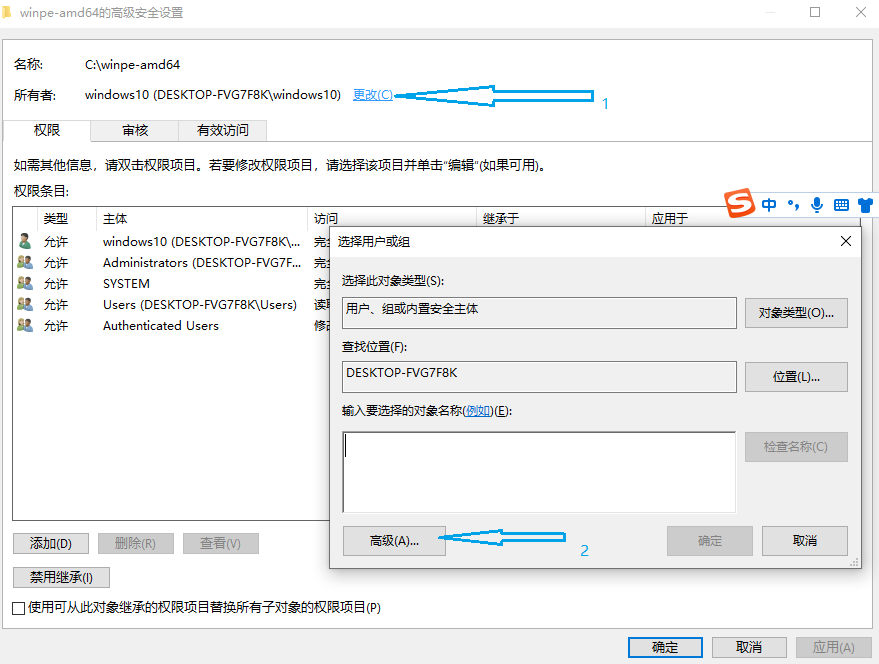 winpe-amd64的高级安全设置
名称: C:\winpe-amd64
所有者: windows10 (DESKTOP-FVG7F8K\windows10) 更改(C)
1
权限 审核 有效访问
如需其他信息，请双击权限项目。若要修改权限项目，请选择该项目并单击“编辑”(如果可用)。
权限条目:
类型 主体 访问 继承于 应用于
允许 windows10 (DESKTOP-FVG7F8K\... 完
允许 Administrators (DESKTOP-FVG7F... 完
允许 SYSTEM 完
允许 Users (DESKTOP-FVG7F8K\Users) 读
允许 Authenticated Users 修
S 中
选择用户或组
选择此对象类型(S):
用户、组或内置安全主体 对象类型(O)...
查找位置(F):
DESKTOP-FVG7F8K 位置(L)...
输入要选择的对象名称(例如)(E):
检查名称(C)
高级(A)... 确定 取消
2
添加(D) 删除(R) 查看(V)
禁用继承(I)
使用可从此对象继承的权限项目替换所有子对象的权限项目(P)
确定 取消 应用(A)